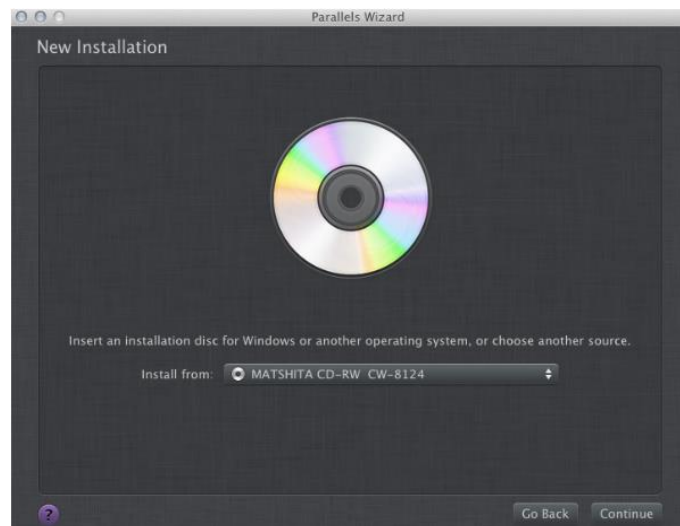 Parallels Wizard
New Installation
Insert an installation disc for Windows or another operating system, or choose another source.
Install from: MATSHITA CD-RW CW-8124
? Go Back Continue